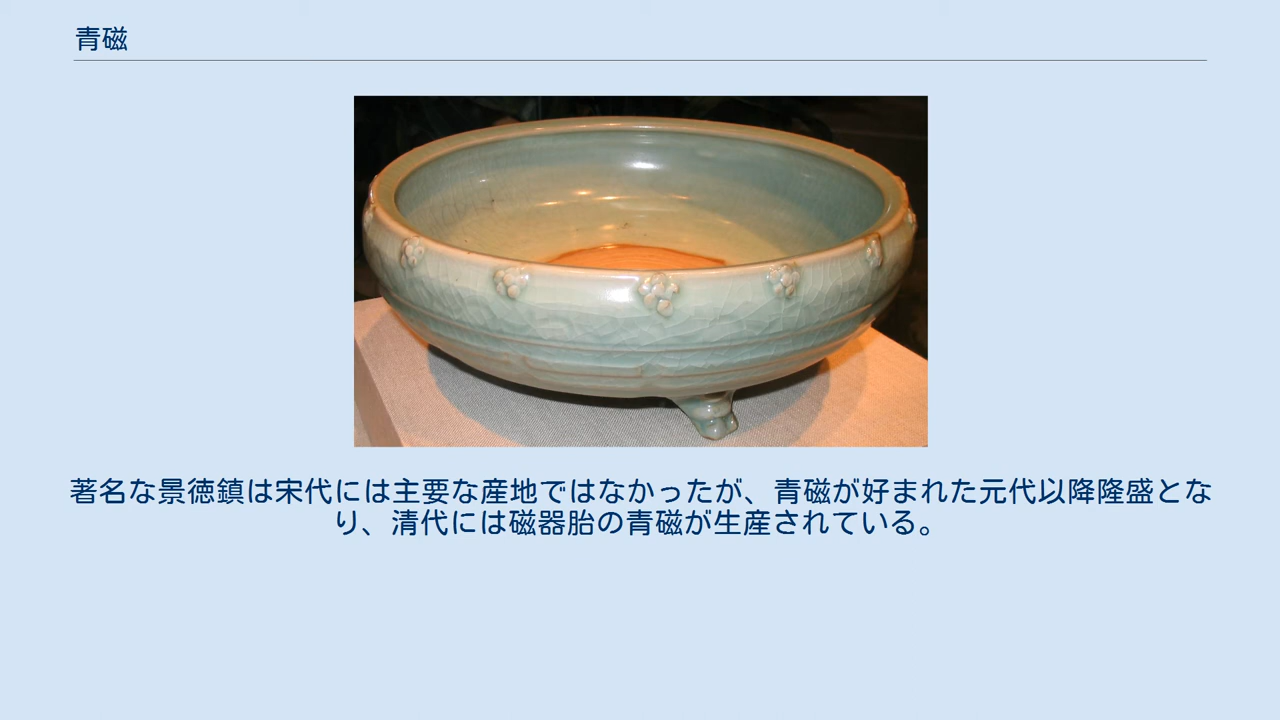 青磁
著名な景徳鎮は宋代には主要な産地ではなかったが、青磁が好まれた元代以降隆盛とな
り、清代には磁器胎の青磁が生産されている。